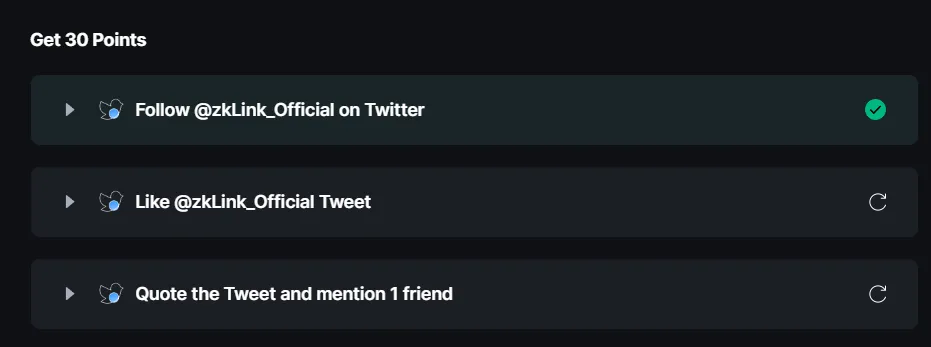 Get 30 Points
Follow @zkLink_Official on Twitter
Like @zkLink_Official Tweet
Quote the Tweet and mention 1 friend